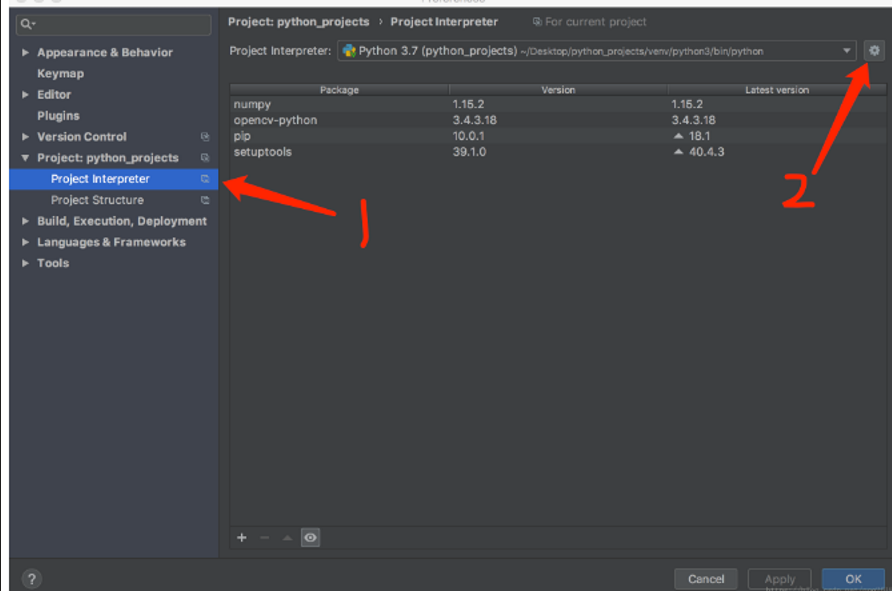 Preferences
Project: python_projects › Project Interpreter For current project
Project Interpreter: Python 3.7 (python_projects) ~/Desktop/python_projects/venv/python3/bin/python
Appearance & Behavior
Keymap
Editor
Plugins
Version Control
Project: python_projects
Project Interpreter
Project Structure
Build, Execution, Deployment
Languages & Frameworks
Tools
Package Version Latest version
numpy 1.15.2 1.15.2
opencv-python 3.4.3.18 3.4.3.18
pip 10.0.1 18.1
setuptools 39.1.0 40.4.3
1
2
? Cancel Apply OK